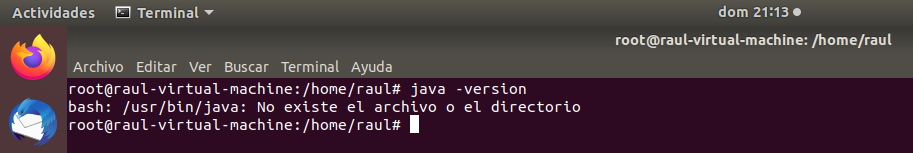 Actividades Terminal dom 21:13
root@raul-virtual-machine: /home/raul
Archivo Editar Ver Buscar Terminal Ayuda
root@raul-virtual-machine:/home/raul# java -version
bash: /usr/bin/java: No existe el archivo o el directorio
root@raul-virtual-machine:/home/raul#